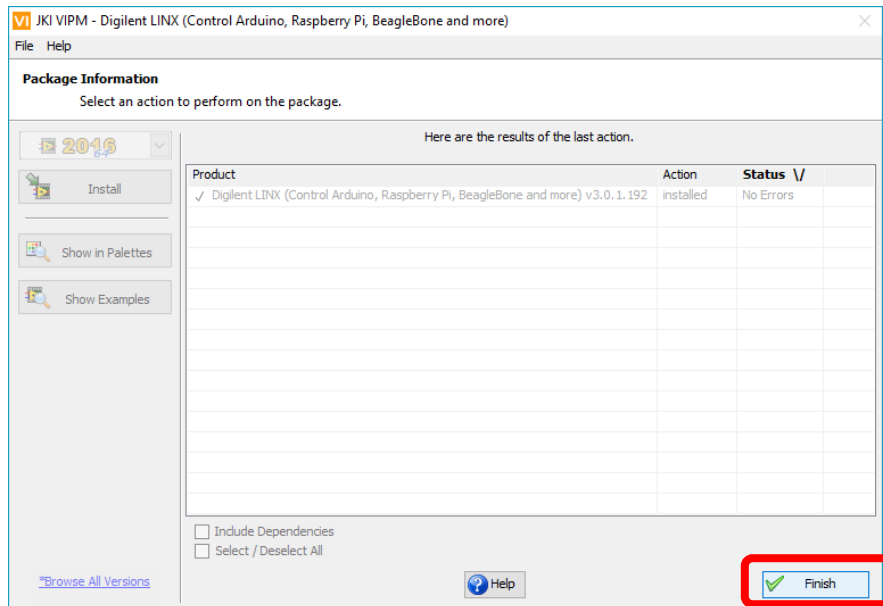 VI JKI VIPM - Digilent LINX (Control Arduino, Raspberry Pi, BeagleBone and more)
File Help
Package Information
Select an action to perform on the package.
2016
64
Install
Show in Palettes
Show Examples
*Browse All Versions
Here are the results of the last action.
Product Action Status \/
✓ Digilent LINX (Control Arduino, Raspberry Pi, BeagleBone and more) v3.0.1.192 installed No Errors
Include Dependencies
Select / Deselect All
? Help
Finish